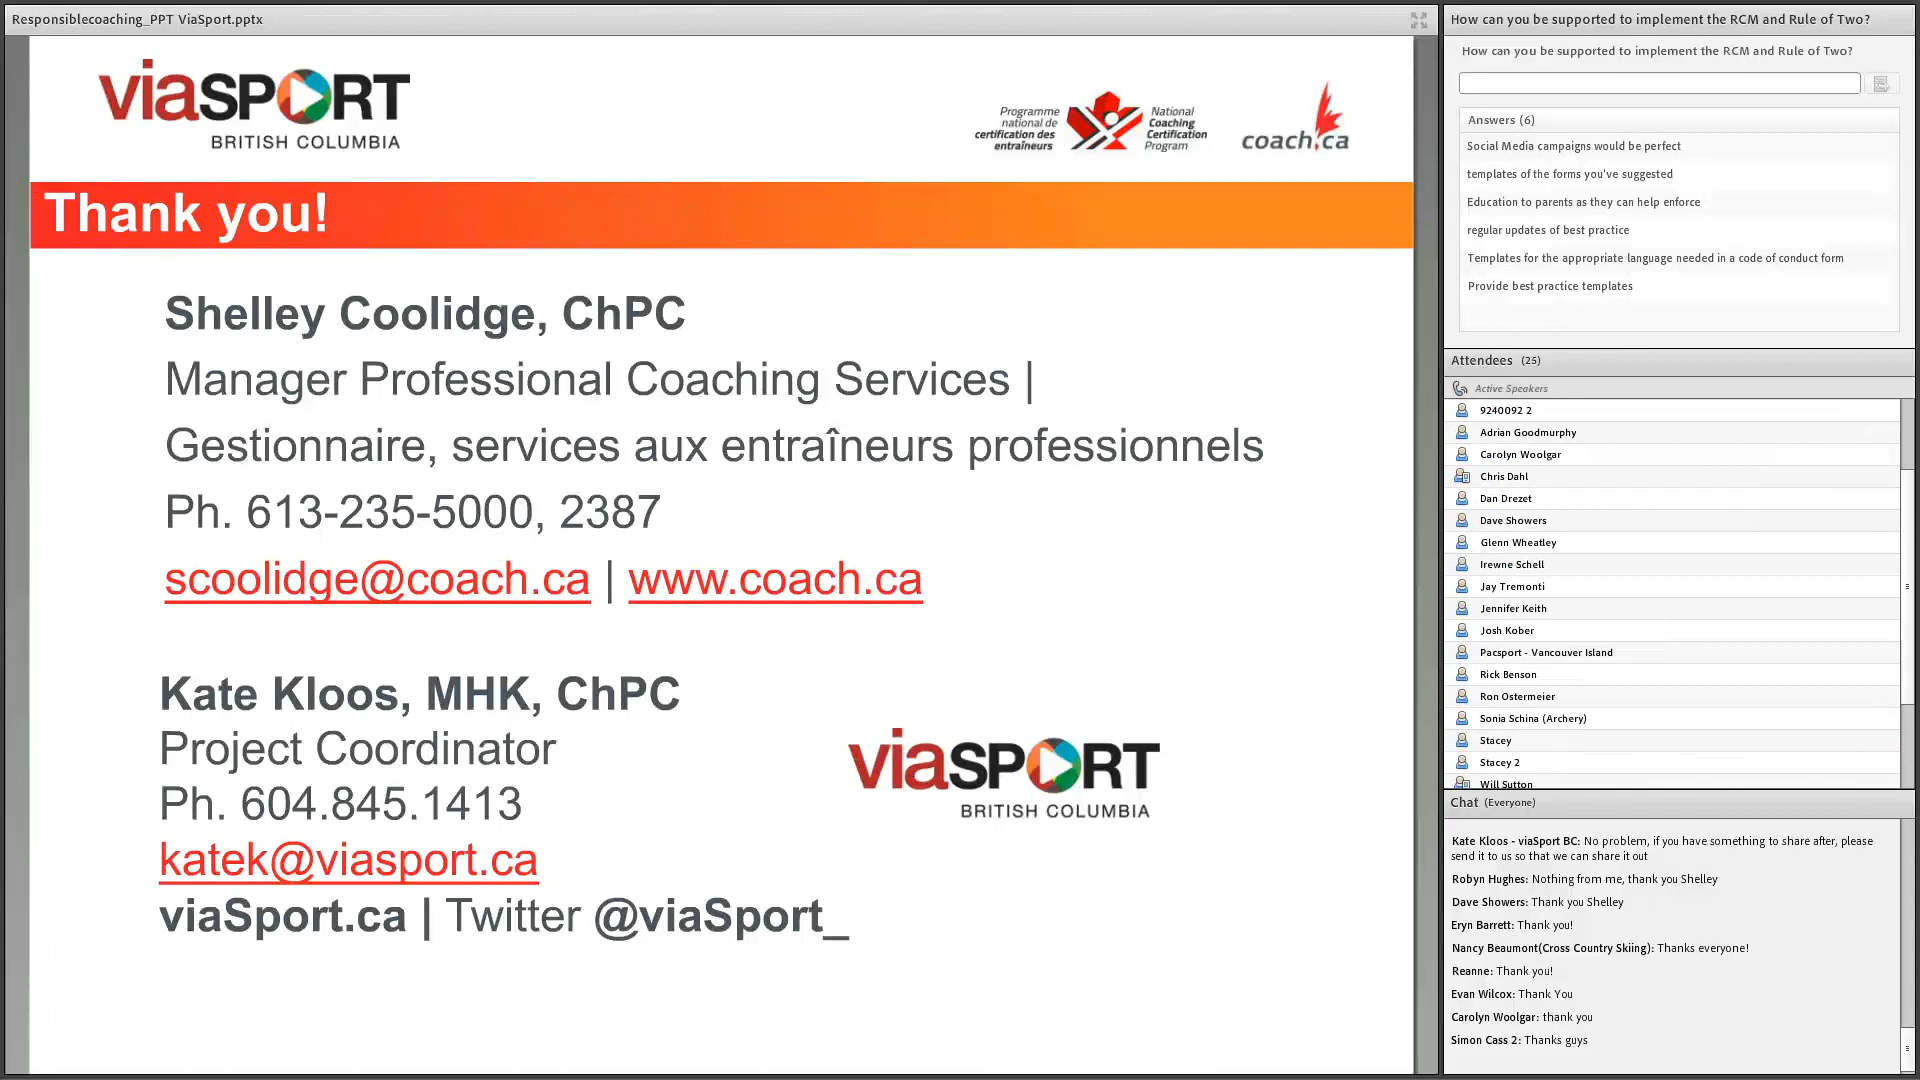 Responsiblecoaching_PPT ViaSport.pptx
viaSPORT
BRITISH COLUMBIA
Programme
national de
certification des
entraîneurs
National
Coaching
Certification
Program
coach.ca
Thank you!
Shelley Coolidge, ChPC
Manager Professional Coaching Services |
Gestionnaire, services aux entraîneurs professionnels
Ph. 613-235-5000, 2387
scoolidge@coach.ca | www.coach.ca
Kate Kloos, MHK, ChPC
Project Coordinator
Ph. 604.845.1413
katek@viasport.ca
viaSport.ca | Twitter @viaSport_
viaSPORT
BRITISH COLUMBIA
How can you be supported to implement the RCM and Rule of Two?
How can you be supported to implement the RCM and Rule of Two?
Answers (6)
Social Media campaigns would be perfect
templates of the forms you've suggested
Education to parents as they can help enforce
regular updates of best practice
Templates for the appropriate language needed in a code of conduct form
Provide best practice templates
Attendees (25)
Active Speakers
9240092 2
Adrian Goodmurphy
Carolyn Woolgar
Chris Dahl
Dan Drezet
Dave Showers
Glenn Wheatley
Irewne Schell
Jay Tremonti
Jennifer Keith
Josh Kober
Pacsport - Vancouver Island
Rick Benson
Ron Ostermeier
Sonia Schina (Archery)
Stacey
Stacey 2
Will Sutton
Chat (Everyone)
Kate Kloos - viaSport BC: No problem, if you have something to share after, please
send it to us so that we can share it out
Robyn Hughes: Nothing from me, thank you Shelley
Dave Showers: Thank you Shelley
Eryn Barrett: Thank you!
Nancy Beaumont(Cross Country Skiing): Thanks everyone!
Reanne: Thank you!
Evan Wilcox: Thank You
Carolyn Woolgar: thank you
Simon Cass 2: Thanks guys